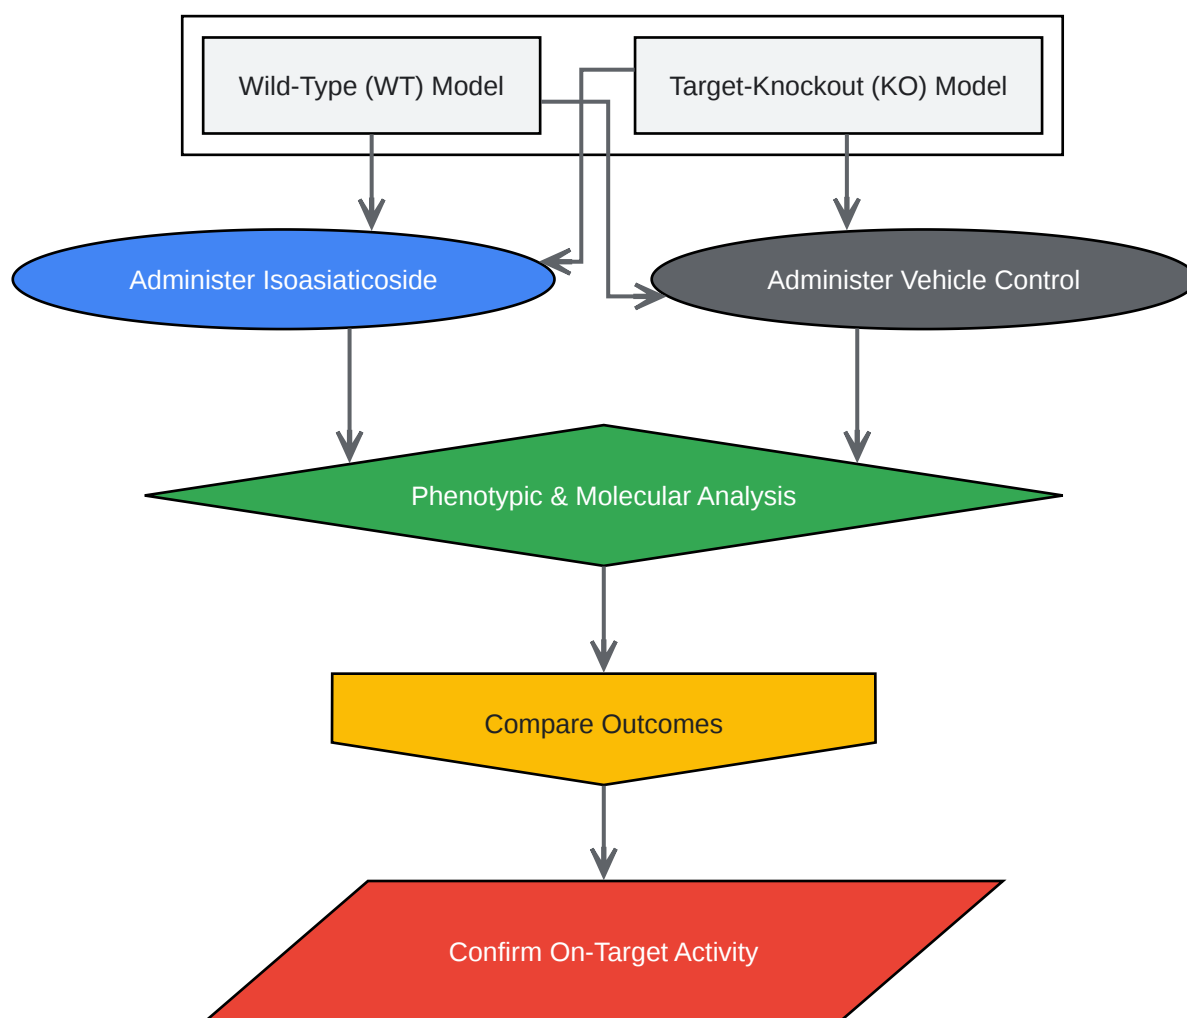 Wild-Type (WT) Model
Target-Knockout (KO) Model
Administer Isoasiaticoside
Administer Vehicle Control
Phenotypic & Molecular Analysis
Compare Outcomes
Confirm On-Target Activity